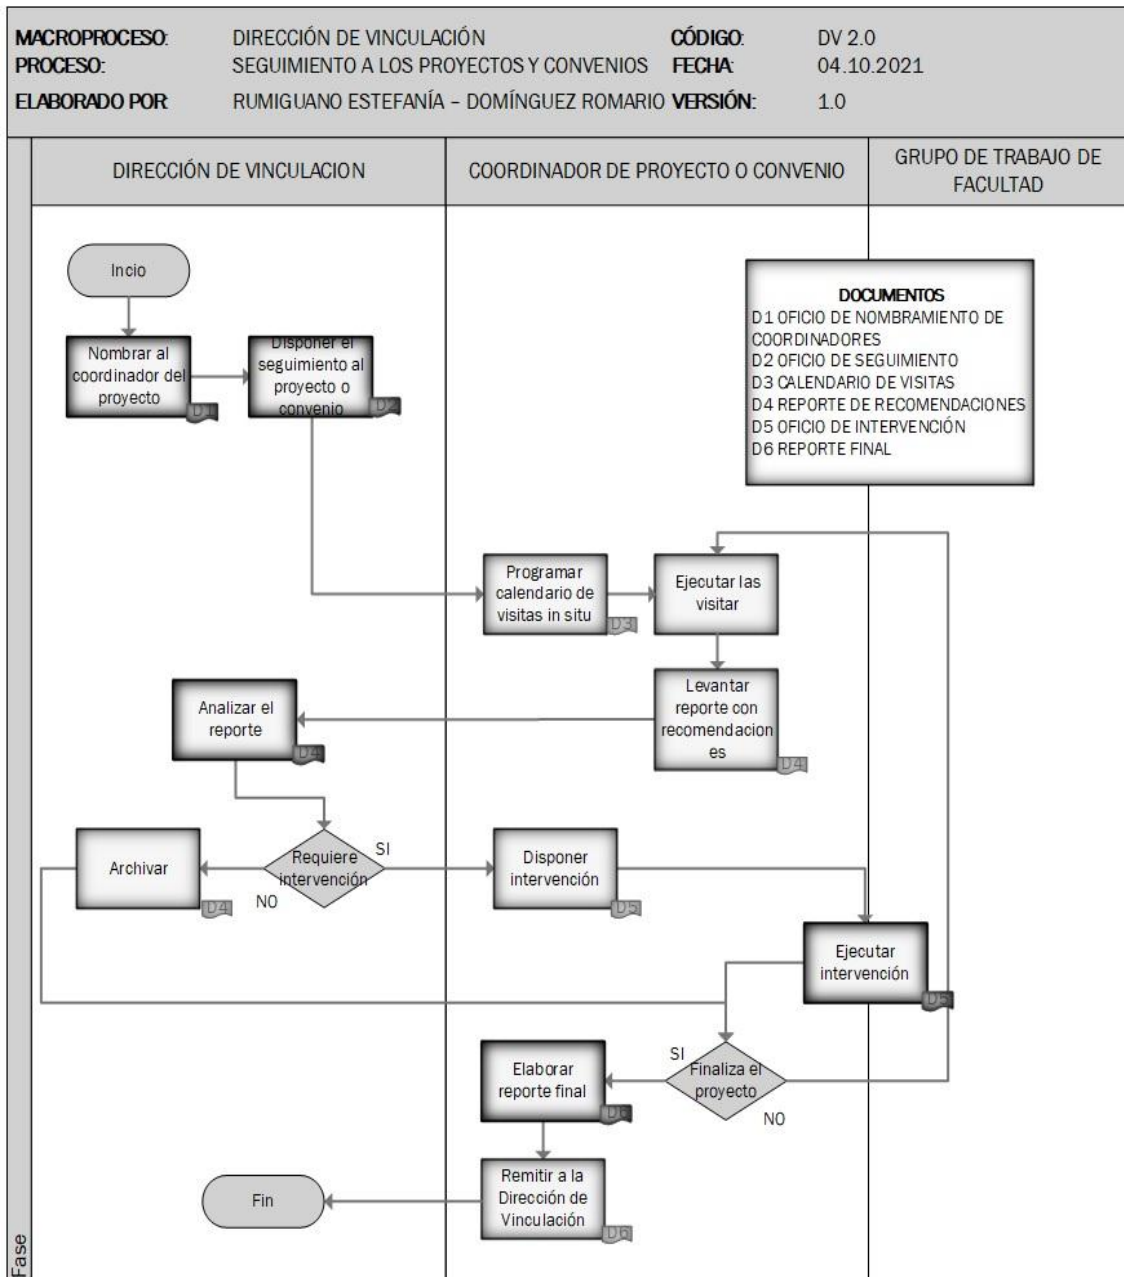 MACROPROCESO: DIRECCIÓN DE VINCULACIÓN CÓDIGO: DV 2.0
PROCESO: SEGUIMIENTO A LOS PROYECTOS Y CONVENIOS FECHA: 04.10.2021
ELABORADO POR: RUMIGUANO ESTEFANÍA – DOMÍNGUEZ ROMARIO VERSIÓN: 1.0
DIRECCIÓN DE VINCULACION
COORDINADOR DE PROYECTO O CONVENIO
GRUPO DE TRABAJO DE
FACULTAD
Incio
DOCUMENTOS
D1 OFICIO DE NOMBRAMIENTO DE
COORDINADORES
D2 OFICIO DE SEGUIMIENTO
D3 CALENDARIO DE VISITAS
D4 REPORTE DE RECOMENDACIONES
D5 OFICIO DE INTERVENCIÓN
D6 REPORTE FINAL
Nombrar al
coordinador del
proyecto
D1
Disponer el
seguimiento al
proyecto o
convenio
D2
Programar
calendario de
visitas in situ
D3
Ejecutar las
visitar
Levantar
reporte con
recomendacion
es
D4
Analizar el
reporte
D4
Requiere
intervención
SI
NO
Archivar
D4
Disponer
intervención
D5
Ejecutar
intervención
D5
Finaliza el
proyecto
SI
NO
Elaborar
reporte final
D6
Remitir a la
Dirección de
Vinculación
D6
Fin
Fase